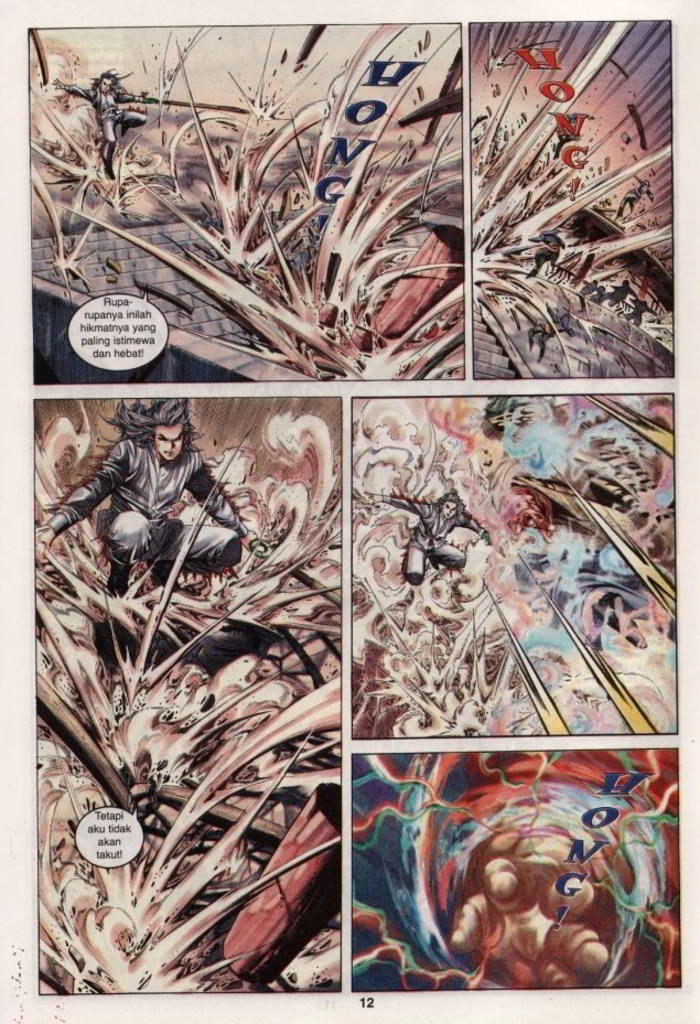 HONG!
HONG!
Rupa-
rupanya inilah
hikmatnya yang
paling istimewa
dan hebat!
Tetapi
aku tidak
akan
takut!
HONG!
12